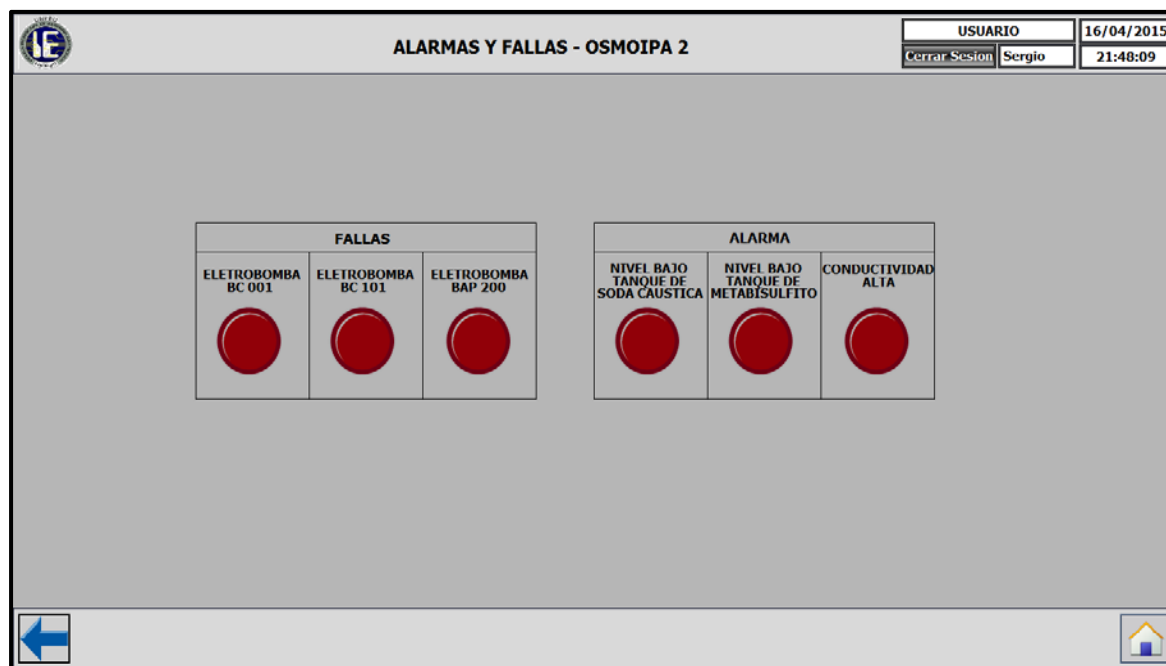 ALARMAS Y FALLAS - OSMOIPA 2
USUARIO
Cerrar Sesion
Sergio
16/04/2015
21:48:09
FALLAS
ELETROBOMBA
BC 001
ELETROBOMBA
BC 101
ELETROBOMBA
BAP 200
ALARMA
NIVEL BAJO
TANQUE DE
SODA CAUSTICA
NIVEL BAJO
TANQUE DE
METABISULFITO
CONDUCTIVIDAD
ALTA